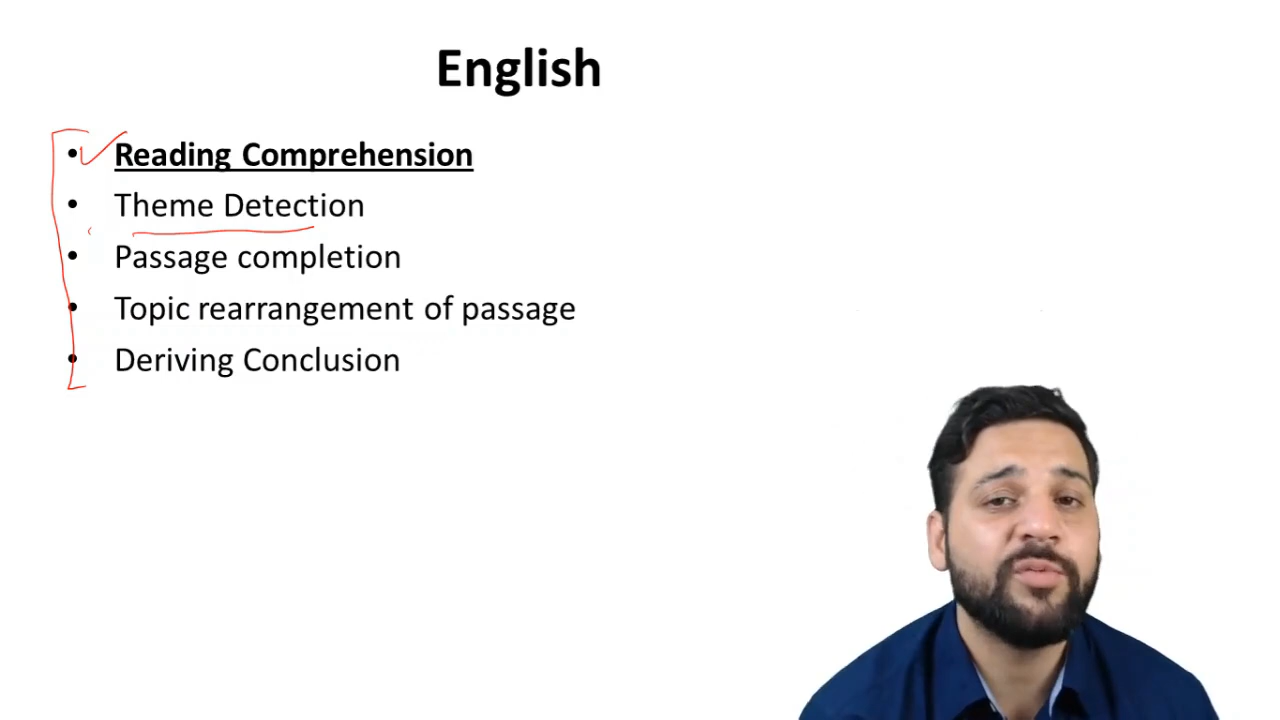 English
• Reading Comprehension
• Theme Detection
• Passage completion
• Topic rearrangement of passage
• Deriving Conclusion